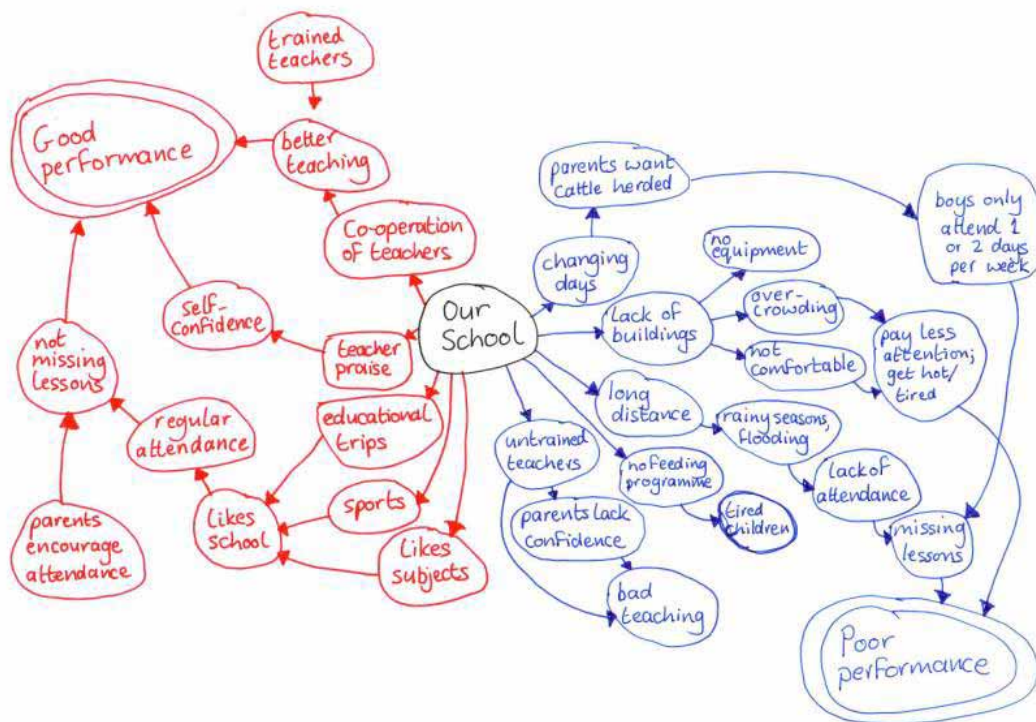 trained
teachers
Good
performance
better
teaching
Co-operation
of teachers
self-
confidence
teacher
praise
not
missing
lessons
regular
attendance
educational
trips
sports
likes
school
Likes
subjects
parents
encourage
attendance
Our
School
parents want
cattle herded
boys only
attend 1
or 2 days
per week
changing
days
no
equipment
Lack of
buildings
over-
crowding
not
comfortable
pay less
attention;
get hot/
tired
long
distance
rainy seasons,
flooding
lack of
attendance
missing
lessons
untrained
teachers
no feeding
programme
tired
children
parents lack
confidence
bad
teaching
Poor
performance